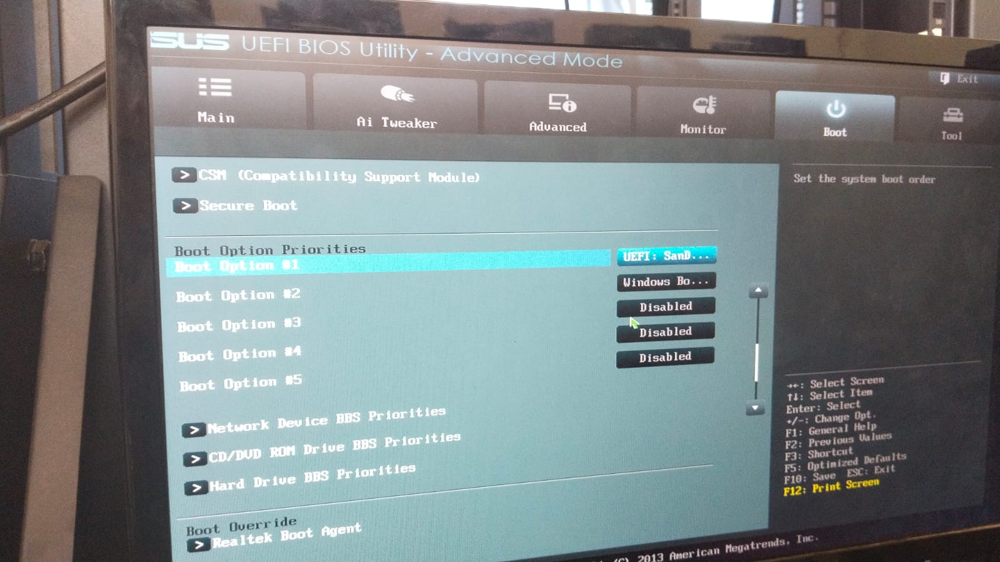 SUS UEFI BIOS Utility - Advanced Mode
Exit
Main
Ai Tweaker
Advanced
Monitor
Boot
Tool
> CSM (Compatibility Support Module)
> Secure Boot
Boot Option Priorities
Boot Option #1 UEFI: SanD...
Boot Option #2 Windows Bo...
Boot Option #3 Disabled
Boot Option #4 Disabled
Boot Option #5 Disabled
> Network Device BBS Priorities
> CD/DVD ROM Drive BBS Priorities
> Hard Drive BBS Priorities
Boot Override
> Realtek Boot Agent
Set the system boot order
→←: Select Screen
↑↓: Select Item
Enter: Select
+/-: Change Opt.
F1: General Help
F2: Previous Values
F3: Shortcut
F5: Optimized Defaults
F10: Save ESC: Exit
F12: Print Screen
(C) 2013 American Megatrends, Inc.